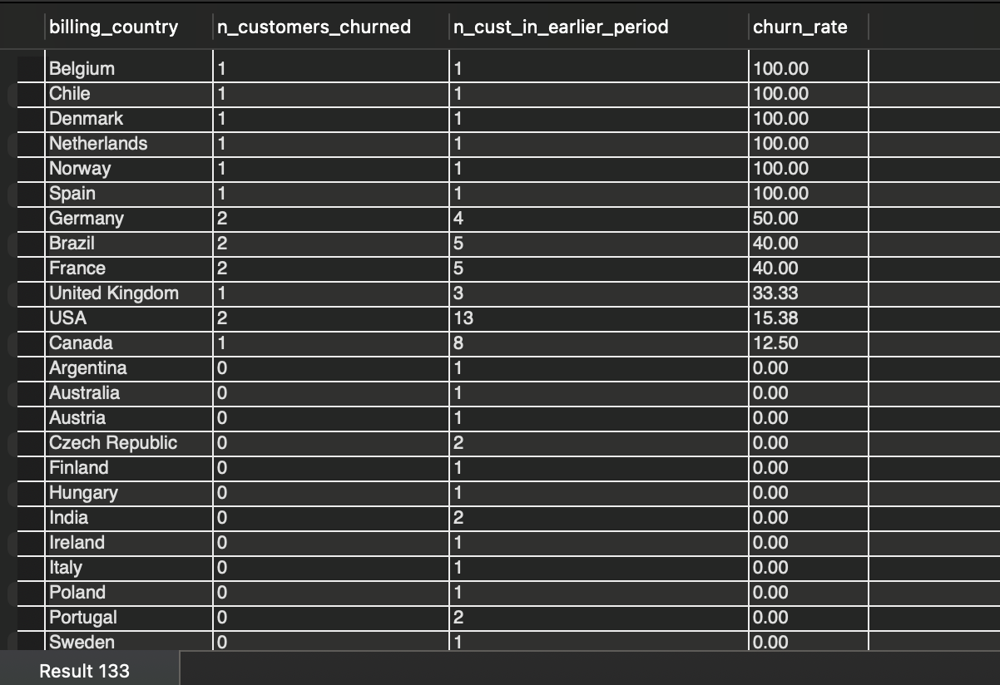 billing_country n_customers_churned n_cust_in_earlier_period churn_rate
Belgium 1 1 100.00
Chile 1 1 100.00
Denmark 1 1 100.00
Netherlands 1 1 100.00
Norway 1 1 100.00
Spain 1 1 100.00
Germany 2 4 50.00
Brazil 2 5 40.00
France 2 5 40.00
United Kingdom 1 3 33.33
USA 2 13 15.38
Canada 1 8 12.50
Argentina 0 1 0.00
Australia 0 1 0.00
Austria 0 1 0.00
Czech Republic 0 2 0.00
Finland 0 1 0.00
Hungary 0 1 0.00
India 0 2 0.00
Ireland 0 1 0.00
Italy 0 1 0.00
Poland 0 1 0.00
Portugal 0 2 0.00
Sweden 0 1 0.00
Result 133